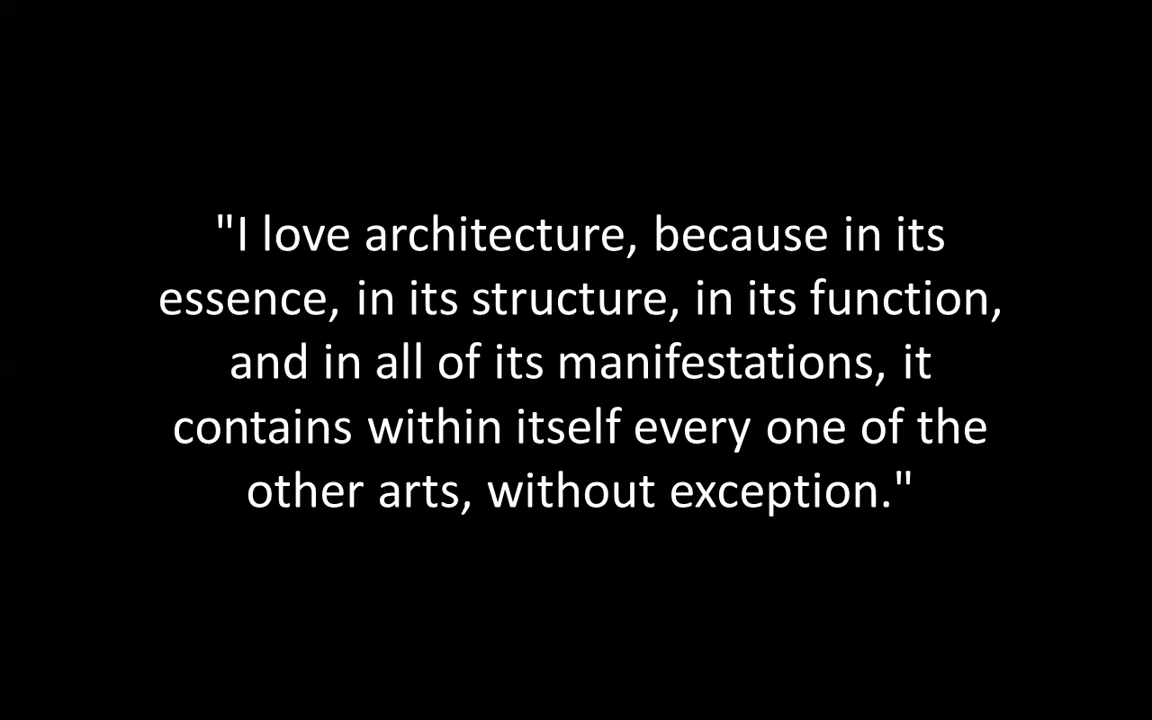 "I love architecture, because in its
essence, in its structure, in its function,
and in all of its manifestations, it
contains within itself every one of the
other arts, without exception."